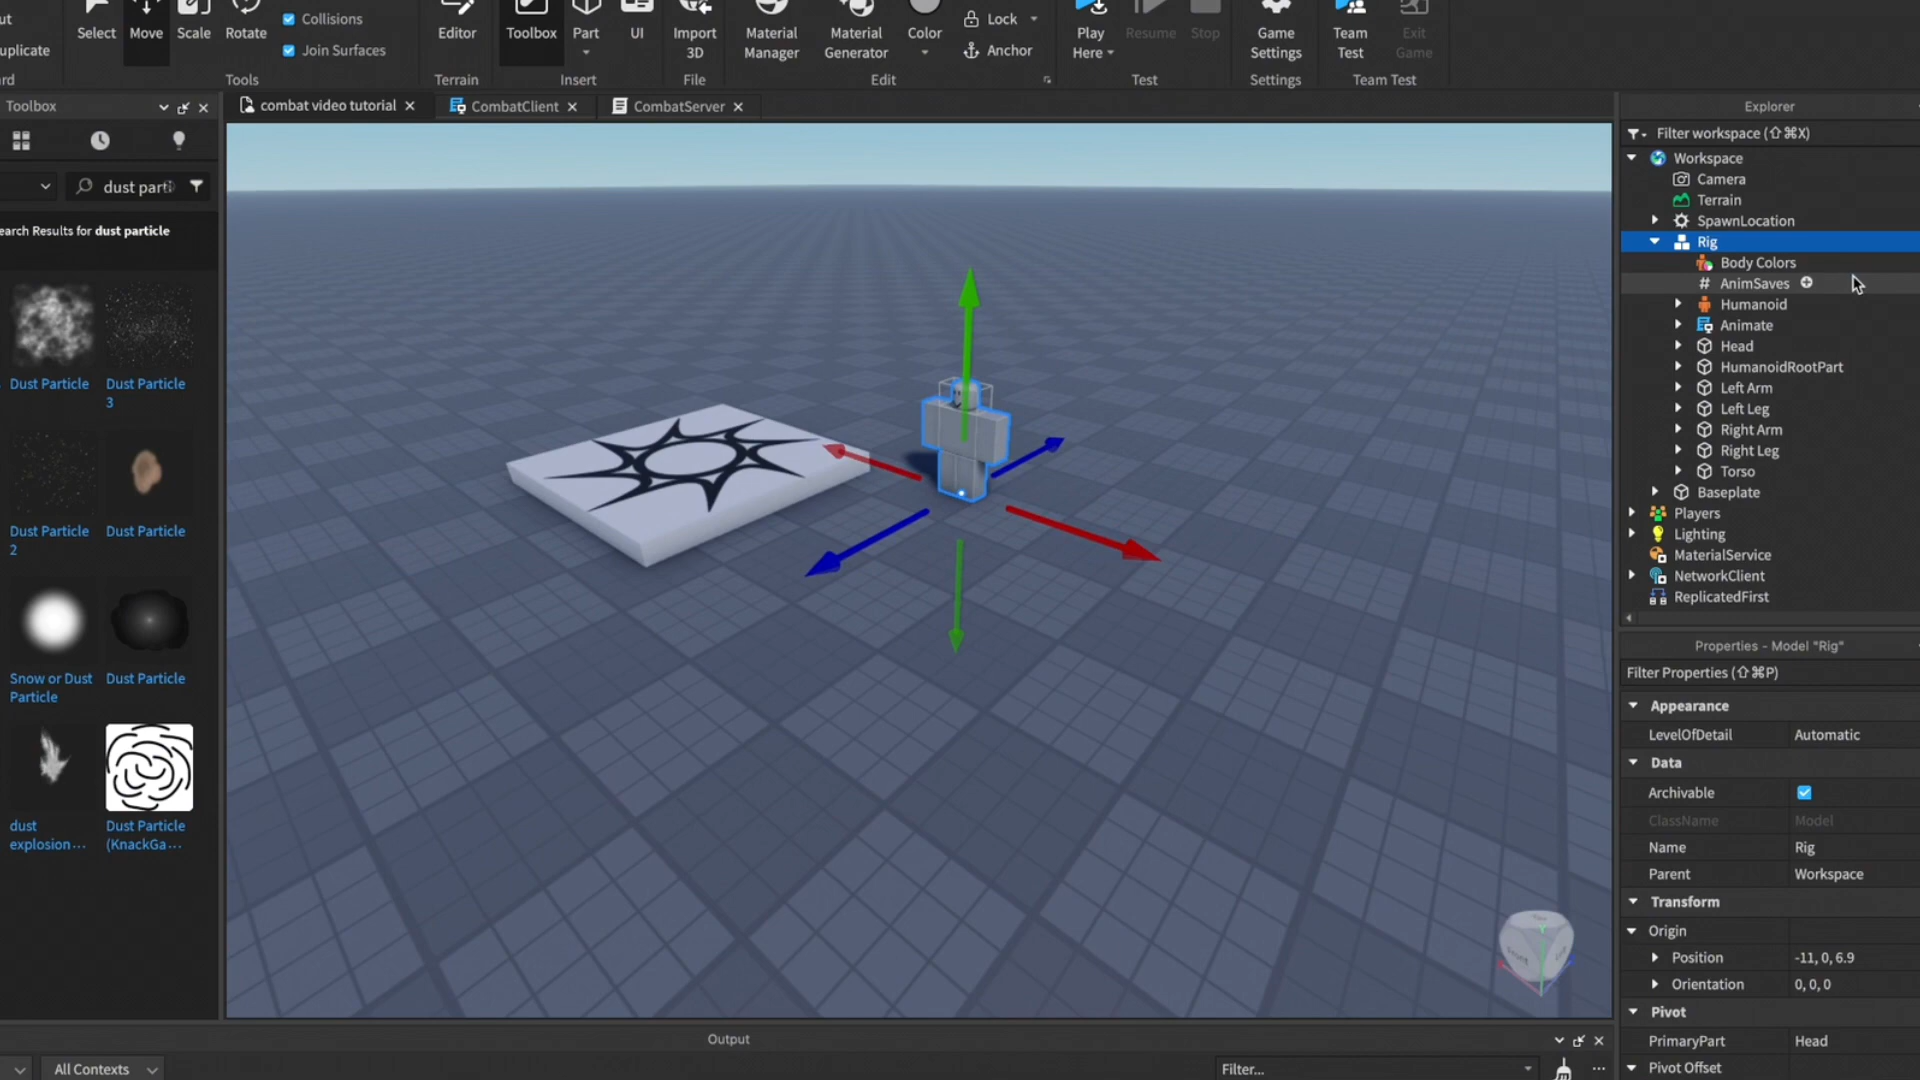 ut
uplicate
rd
Select
Move
Scale
Rotate
Collisions
Join Surfaces
Tools
Editor
Terrain
Toolbox
Part
UI
Insert
Import
3D
File
Material
Manager
Material
Generator
Color
Lock
Anchor
Edit
Play
Here
Resume
Stop
Test
Game
Settings
Settings
Team
Test
Exit
Game
Team Test
Toolbox
combat video tutorial
CombatClient
CombatServer
dust parti
earch Results for dust particle
Dust Particle
Dust Particle
3
Dust Particle
2
Dust Particle
Snow or Dust
Particle
Dust Particle
dust
explosion...
Dust Particle
(KnackGa...
Explorer
Filter workspace (⇧⌘X)
Workspace
Camera
Terrain
SpawnLocation
Rig
Body Colors
# AnimSaves
Humanoid
Animate
Head
HumanoidRootPart
Left Arm
Left Leg
Right Arm
Right Leg
Torso
Baseplate
Players
Lighting
MaterialService
NetworkClient
ReplicatedFirst
Properties - Model "Rig"
Filter Properties (⇧⌘P)
Appearance
LevelOfDetail Automatic
Data
Archivable
ClassName Model
Name Rig
Parent Workspace
Transform
Origin
Position -11, 0, 6.9
Orientation 0, 0, 0
Pivot
PrimaryPart Head
Pivot Offset
Output
All Contexts
Filter...